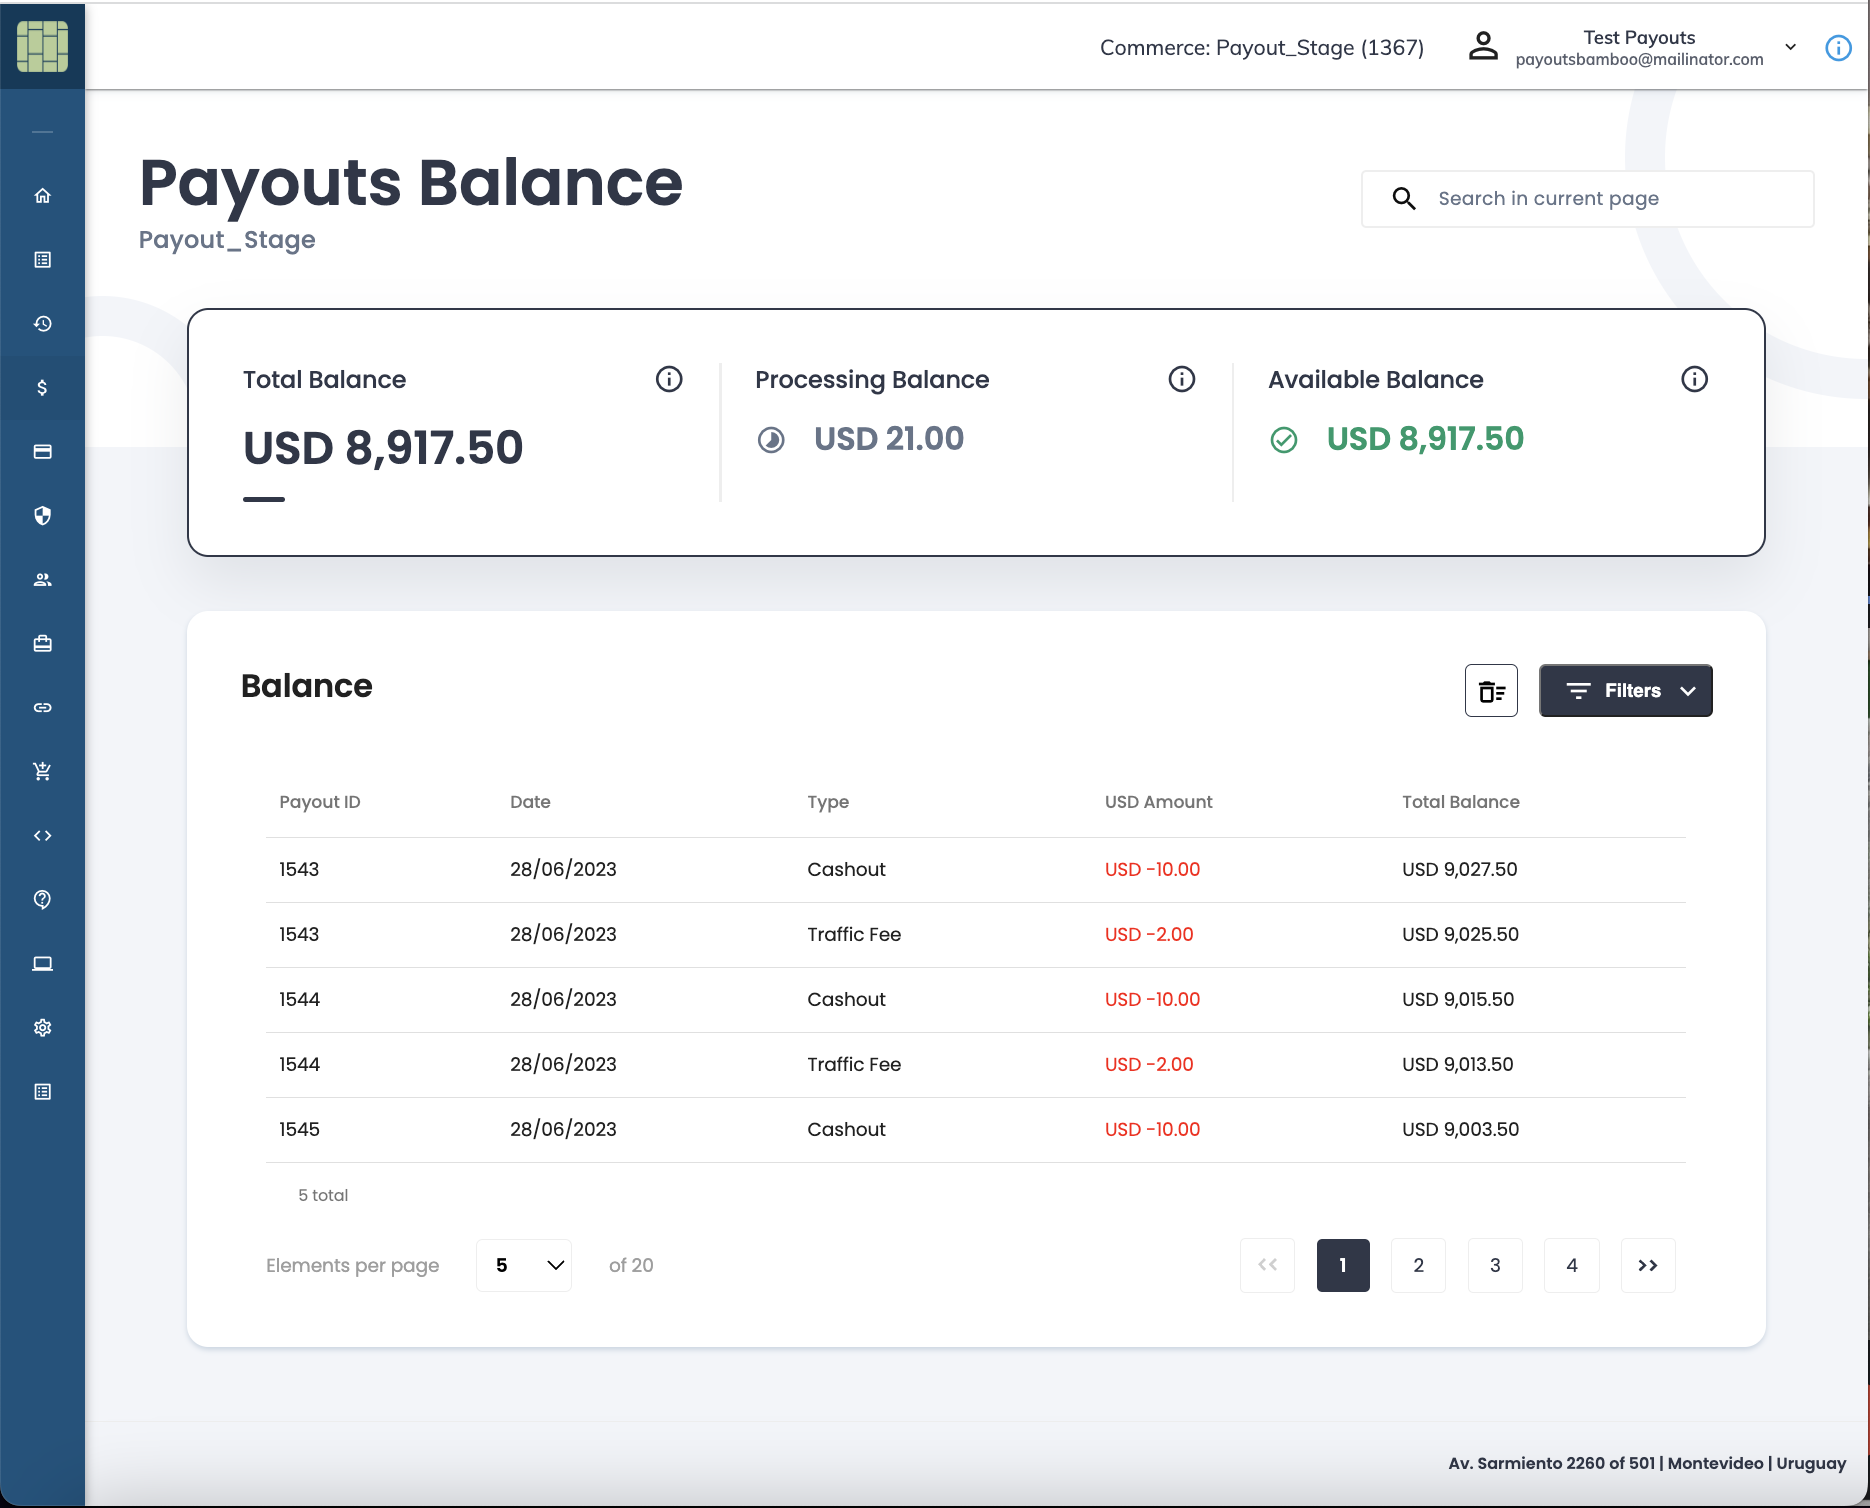 Commerce: Payout_Stage (1367)
Test Payouts
payoutsbamboo@mailinator.com
Payouts Balance
Payout_Stage
Search in current page
Total Balance
USD 8,917.50
Processing Balance
USD 21.00
Available Balance
USD 8,917.50
Balance
Filters
Payout ID Date Type USD Amount Total Balance
1543 28/06/2023 Cashout USD -10.00 USD 9,027.50
1543 28/06/2023 Traffic Fee USD -2.00 USD 9,025.50
1544 28/06/2023 Cashout USD -10.00 USD 9,015.50
1544 28/06/2023 Traffic Fee USD -2.00 USD 9,013.50
1545 28/06/2023 Cashout USD -10.00 USD 9,003.50
5 total
Elements per page 5 of 20 << 1 2 3 4 >>
Av. Sarmiento 2260 of 501 | Montevideo | Uruguay